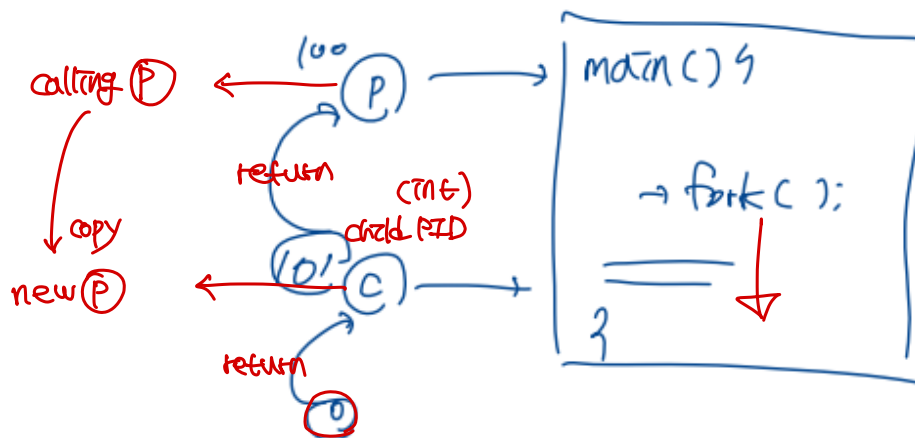 100
calling P
P
main() {
return
(int)
child PID
→ fork();
copy
101
new P
C
}
return
0